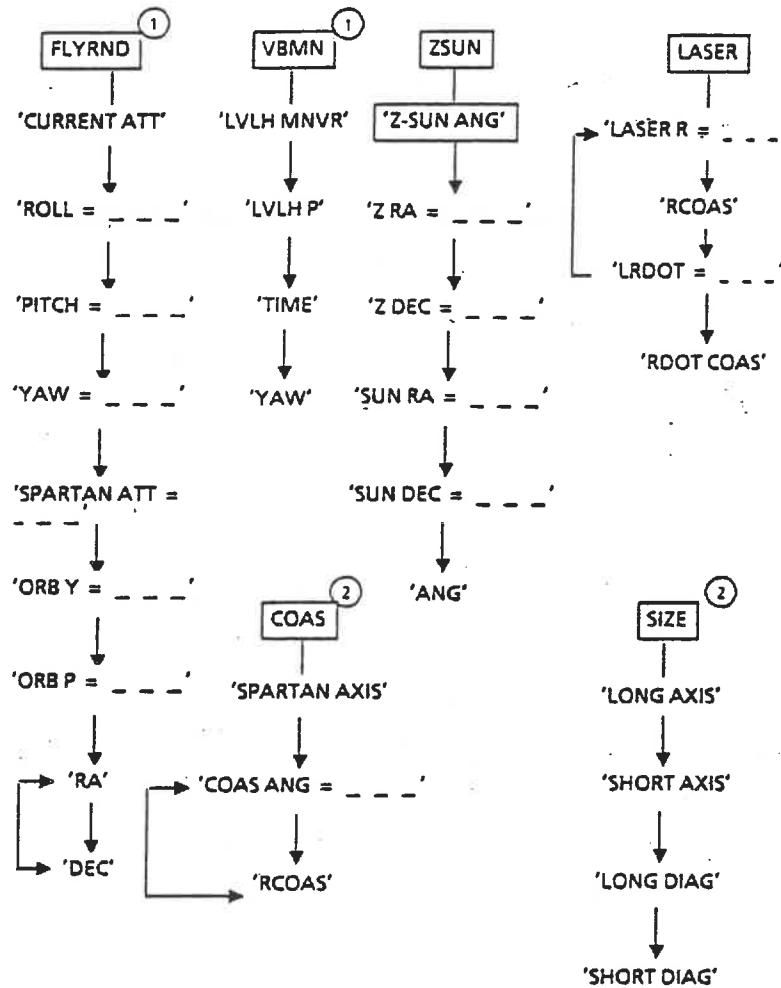 1
FLYRND
'CURRENT ATT'
'ROLL = _ _ _'
'PITCH = _ _ _'
'YAW = _ _ _'
'SPARTAN ATT =
_ _ _'
'ORB Y = _ _ _'
'ORB P = _ _ _'
'RA'
'DEC'
1
VBMN
'LVLH MNVR'
'LVLH P'
'TIME'
'YAW'
ZSUN
'Z-SUN ANG'
'Z RA = _ _ _'
'Z DEC = _ _ _'
'SUN RA = _ _ _'
'SUN DEC = _ _ _'
'ANG'
LASER
'LASER R = _ _ _'
'RCOAS'
'LRDOT = _ _ _'
'RDOT COAS'
2
COAS
'SPARTAN AXIS'
'COAS ANG = _ _ _'
'RCOAS'
2
SIZE
'LONG AXIS'
'SHORT AXIS'
'LONG DIAG'
'SHORT DIAG'